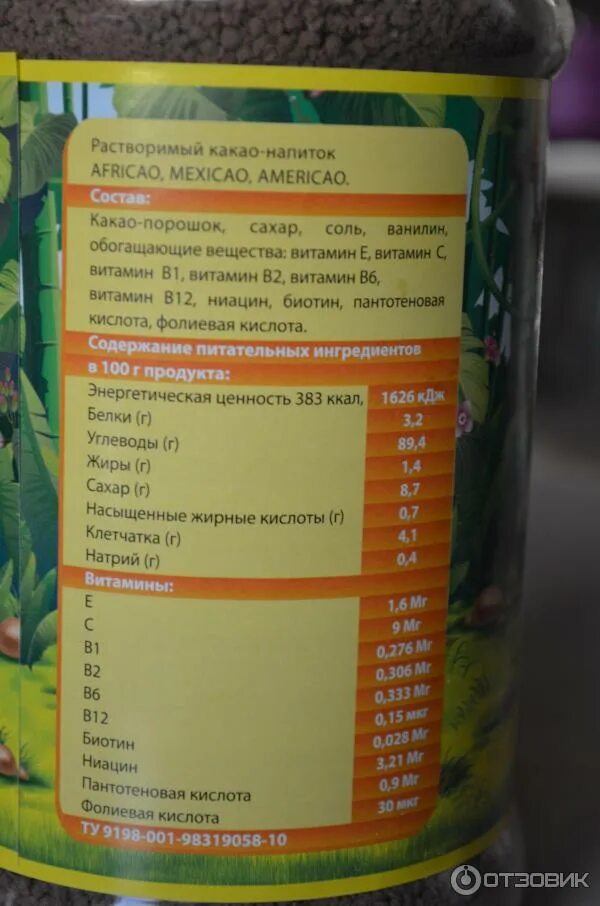 Растворимый какао-напиток
AFRICAO, MEXICAO, AMERICAO.
Состав:
Какао-порошок, сахар, соль, ванилин,
обогащающие вещества: витамин Е, витамин С,
витамин В1, витамин В2, витамин В6,
витамин В12, ниацин, биотин, пантотеновая
кислота, фолиевая кислота.
Содержание питательных ингредиентов
в 100 г продукта:
Энергетическая ценность 383 ккал, 1626 кДж
Белки (г) 3,2
Углеводы (г) 89,4
Жиры (г) 1,4
Сахар (г) 8,7
Насыщенные жирные кислоты (г) 0,7
Клетчатка (г) 4,1
Натрий (г) 0,4
Витамины:
Е 1,6 Мг
С 9 Мг
В1 0,276 Мг
В2 0,306 Мг
В6 0,333 Мг
В12 0,15 мкг
Биотин 0,028 Мг
Ниацин 3,21 Мг
Пантотеновая кислота 0,9 Мг
Фолиевая кислота 30 мкг
ТУ 9198-001-98319058-10
ОТЗОВИК